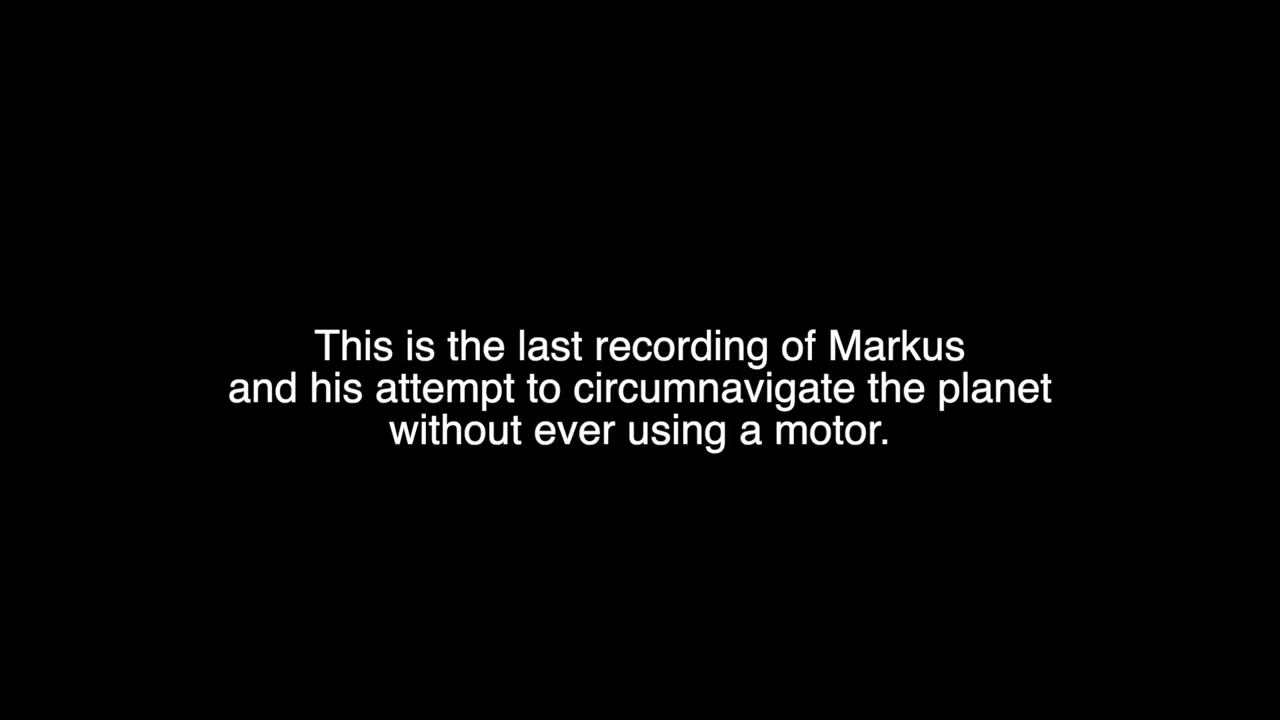 This is the last recording of Markus
and his attempt to circumnavigate the planet
without ever using a motor.